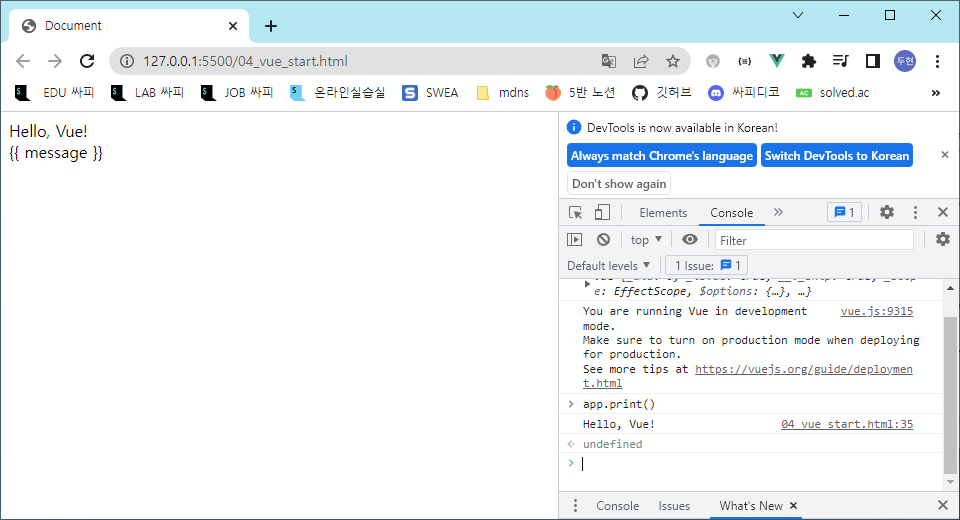 Document
127.0.0.1:5500/04_vue_start.html
두현
EDU 싸피 LAB 싸피 JOB 싸피 온라인실습실 SWEA mdns 5반 노션 깃허브 싸피디코 solved.ac
Hello, Vue!
{{ message }}
DevTools is now available in Korean!
Always match Chrome's language Switch DevTools to Korean
Don't show again
Elements Console 1
top Filter
Default levels 1 Issue: 1
e: EffectScope, $options: {…}, …}
You are running Vue in development vue.js:9315
mode.
Make sure to turn on production mode when deploying
for production.
See more tips at https://vuejs.org/guide/deploymen
t.html
app.print()
Hello, Vue! 04_vue_start.html:35
undefined
Console Issues What's New